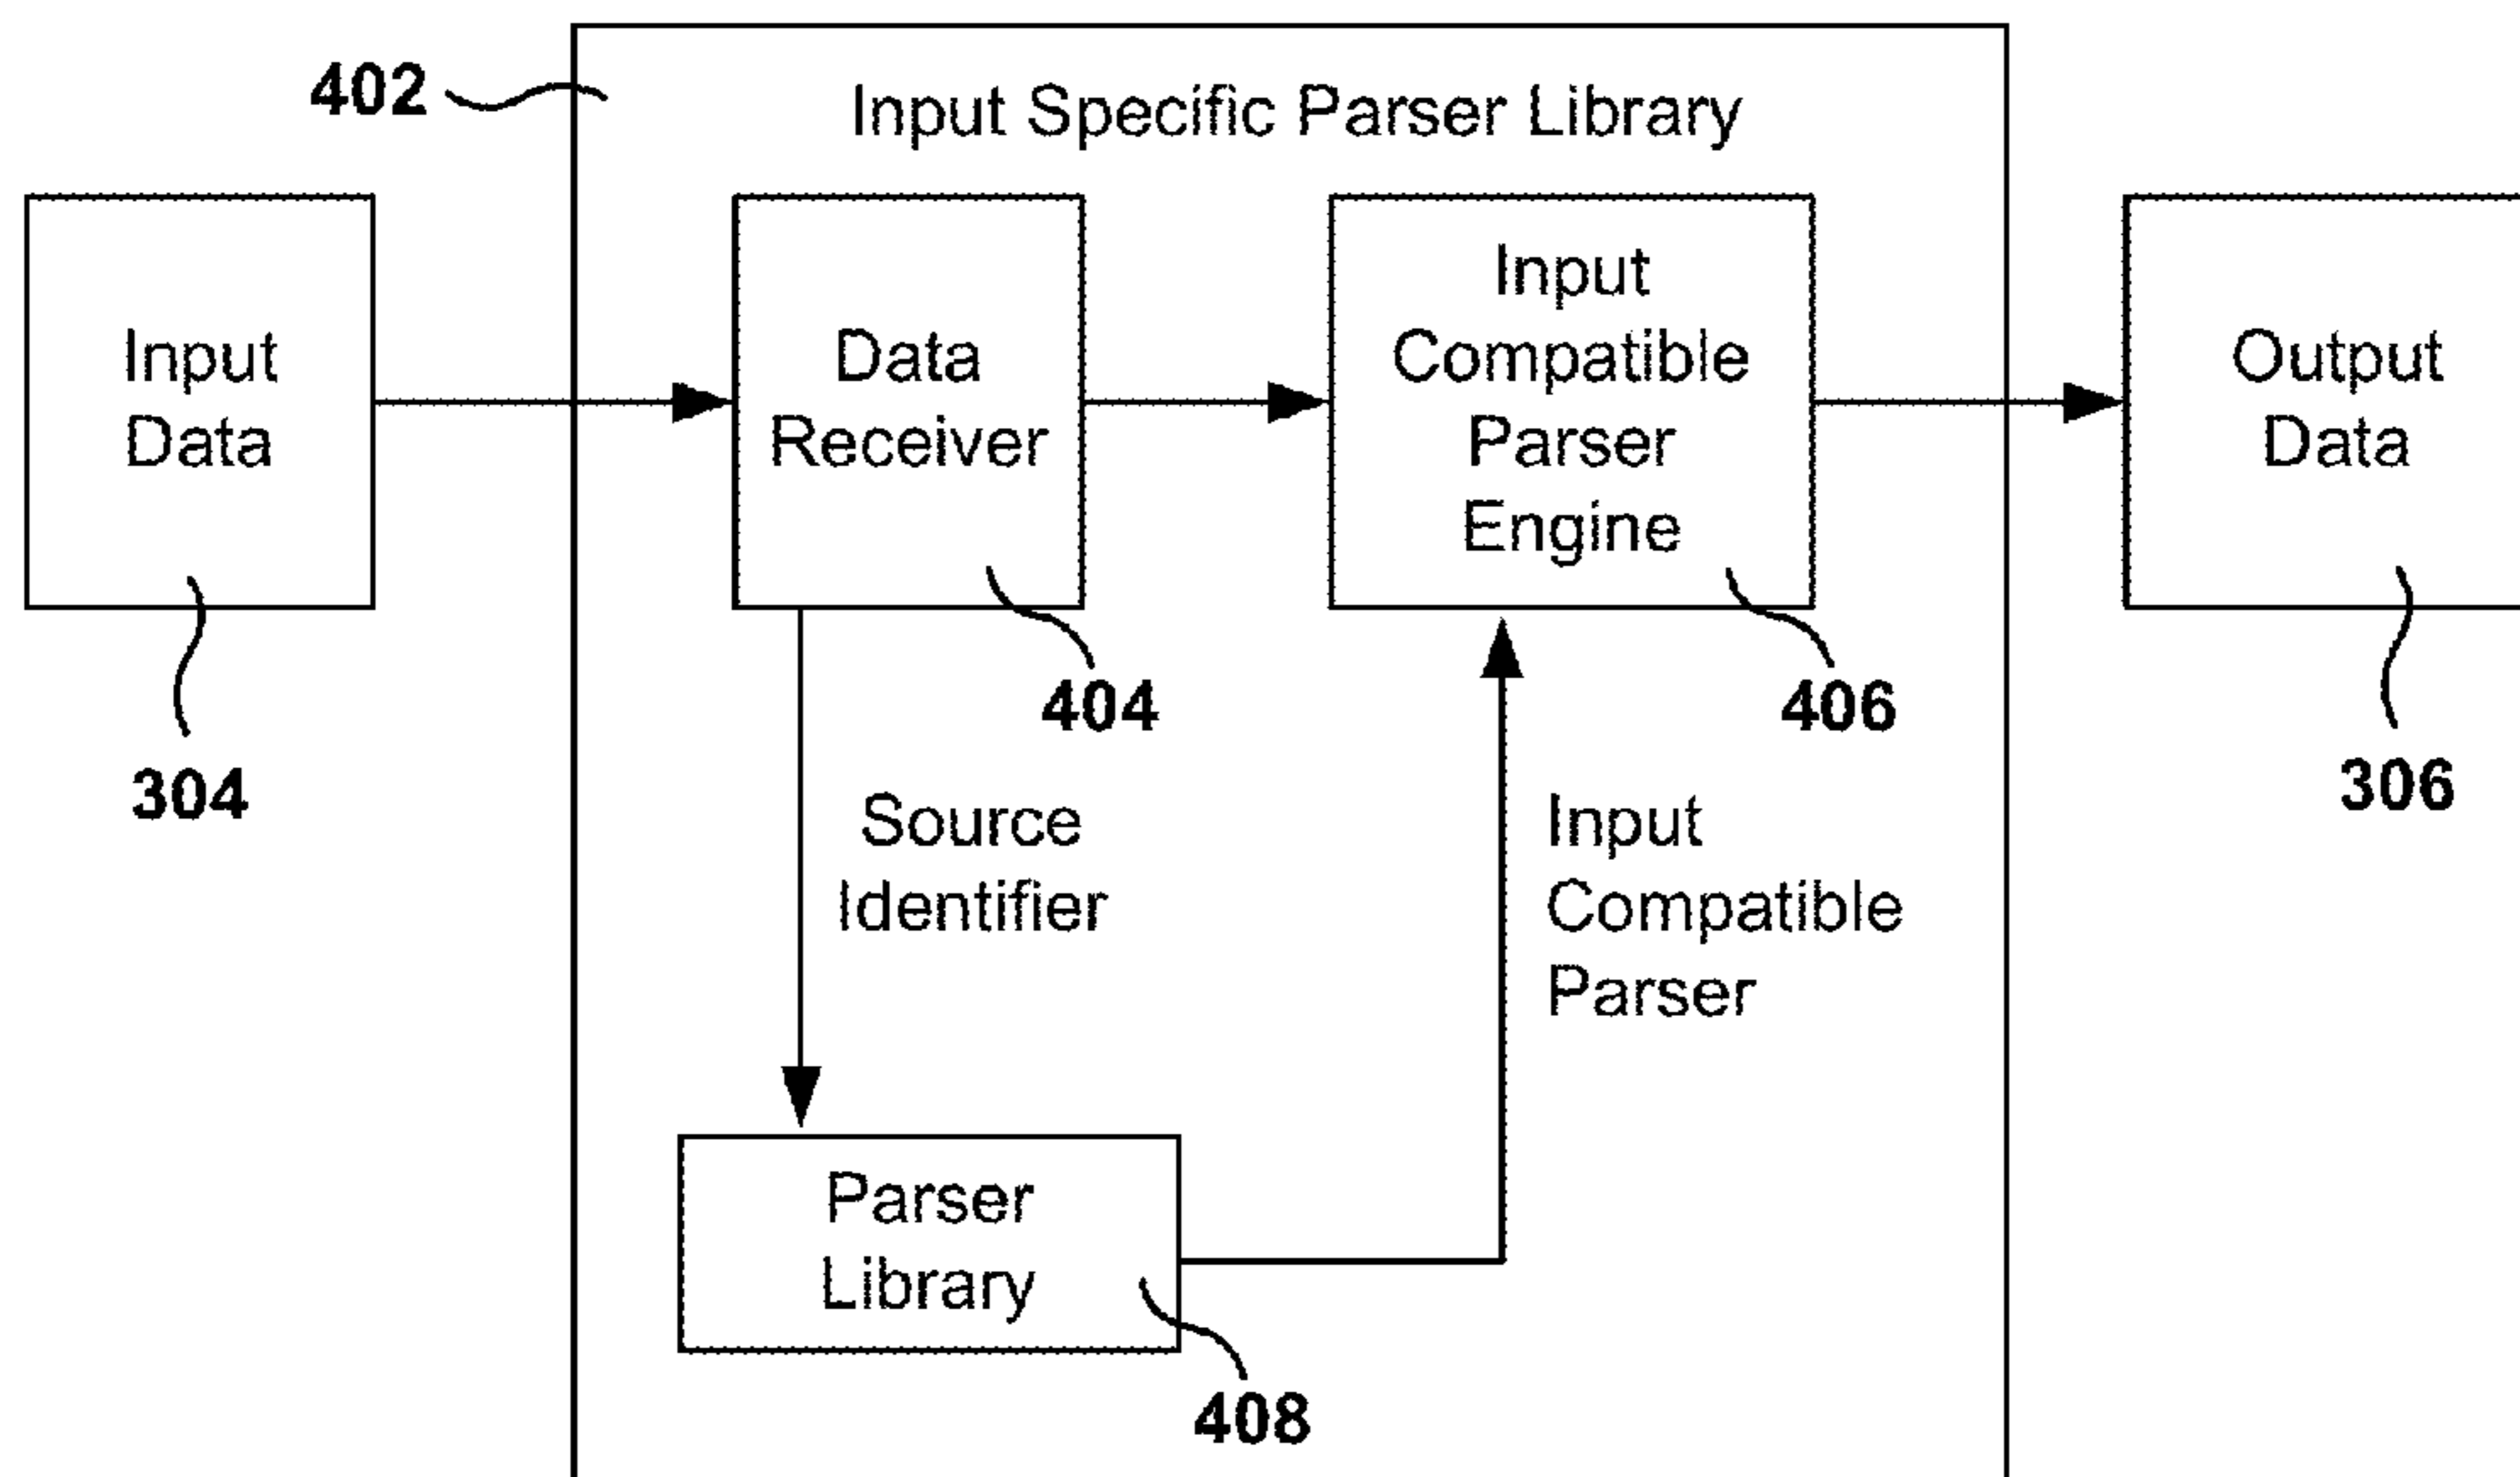 402
Input Specific Parser Library
Input
Data
304
Data
Receiver
404
Input
Compatible
Parser
Engine
406
Output
Data
306
Source
Identifier
Input
Compatible
Parser
Parser
Library
408